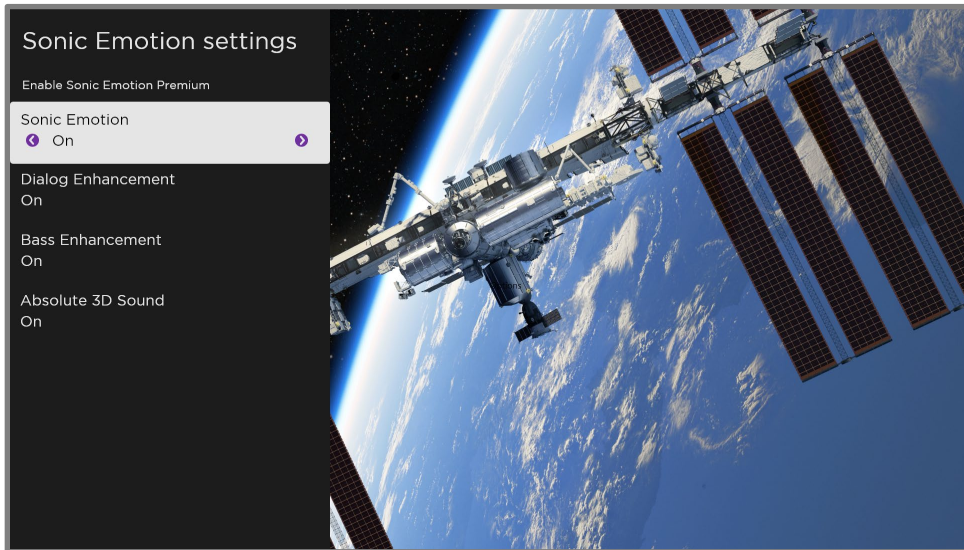 Sonic Emotion settings
Enable Sonic Emotion Premium
Sonic Emotion
On
Dialog Enhancement
On
Bass Enhancement
On
Absolute 3D Sound
On